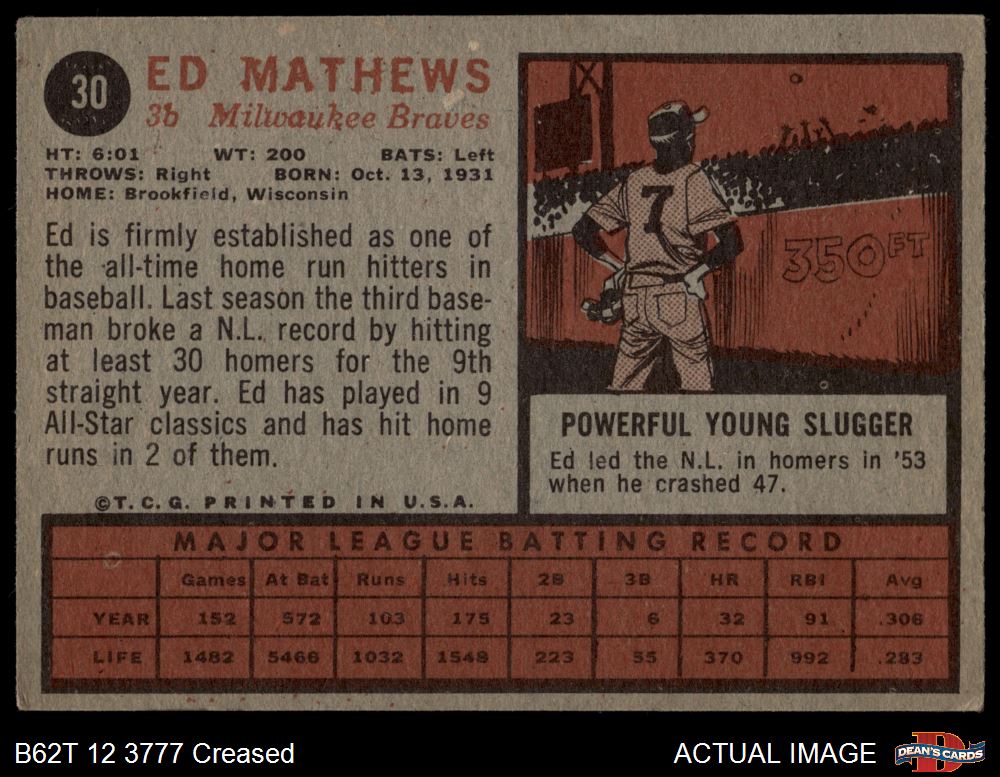 30
ED MATHEWS
3b Milwaukee Braves
HT: 6:01 WT: 200 BATS: Left
THROWS: Right BORN: Oct. 13, 1931
HOME: Brookfield, Wisconsin
Ed is firmly established as one of
the all-time home run hitters in
baseball. Last season the third base-
man broke a N.L. record by hitting
at least 30 homers for the 9th
straight year. Ed has played in 9
All-Star classics and has hit home
runs in 2 of them.
©T.C.G. PRINTED IN U.S.A.
7
350 FT
POWERFUL YOUNG SLUGGER
Ed led the N.L. in homers in '53
when he crashed 47.
MAJOR LEAGUE BATTING RECORD
Games At Bat Runs Hits 2B 3B HR RBI Avg
YEAR 152 572 103 175 23 6 32 91 .306
LIFE 1482 5466 1032 1548 223 55 370 992 .283
B62T 12 3777 Creased
ACTUAL IMAGE
D
DEAN'S CARDS